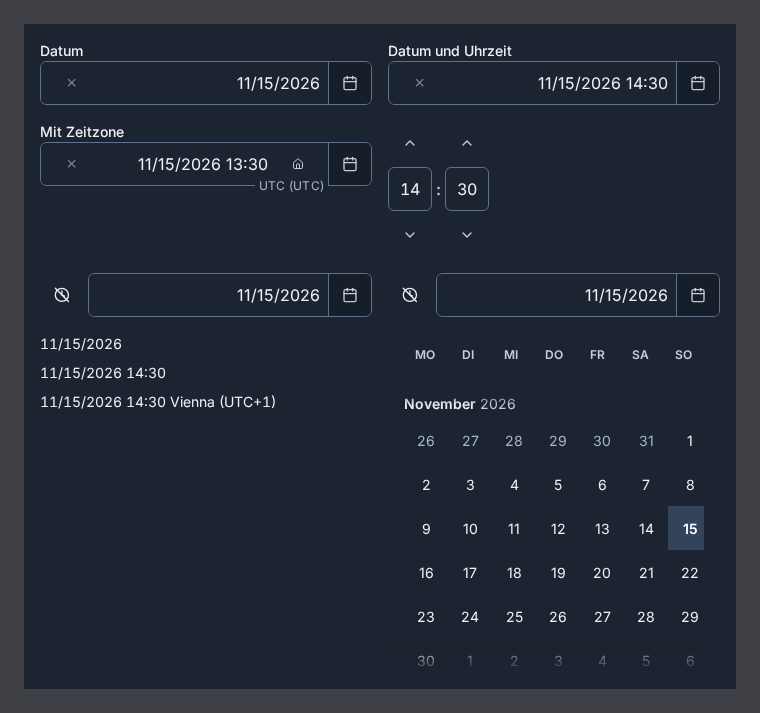 Datum
11/15/2026
Datum und Uhrzeit
11/15/2026 14:30
Mit Zeitzone
11/15/2026 13:30
UTC (UTC)
14 : 30
11/15/2026
11/15/2026
11/15/2026
11/15/2026 14:30
11/15/2026 14:30 Vienna (UTC+1)
MO DI MI DO FR SA SO
November 2026
26 27 28 29 30 31 1
2 3 4 5 6 7 8
9 10 11 12 13 14 15
16 17 18 19 20 21 22
23 24 25 26 27 28 29
30 1 2 3 4 5 6